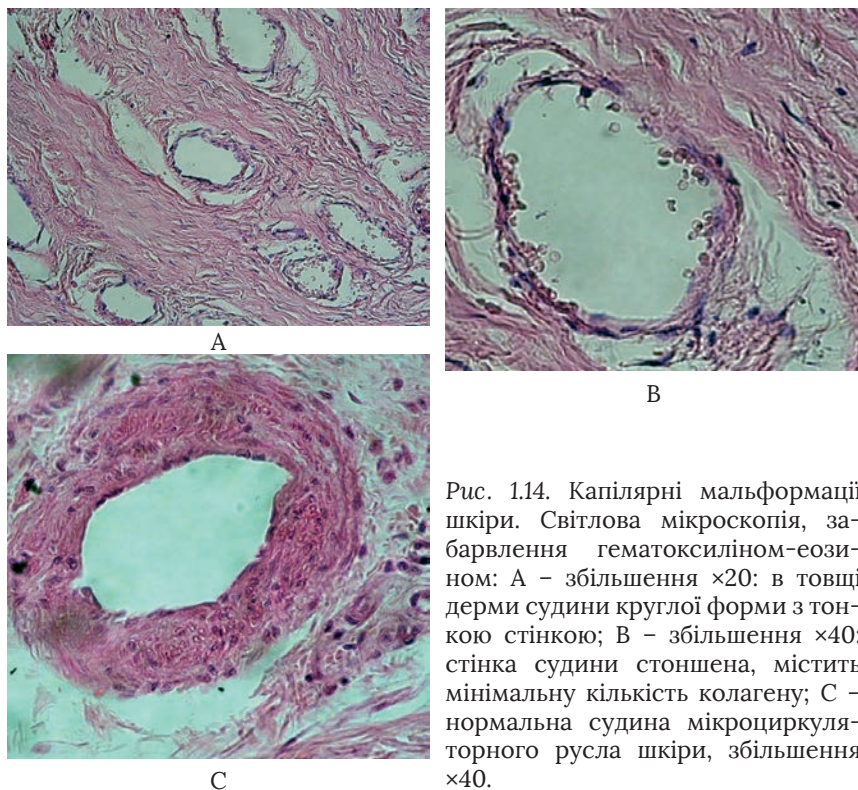 A
B
C
Рис. 1.14. Капілярні мальформації
шкіри. Світлова мікроскопія, за-
барвлення гематоксиліном-еози-
ном: А – збільшення ×20: в товщі
дерми судини круглої форми з тон-
кою стінкою; В – збільшення ×40:
стінка судини стоншена, містить
мінімальну кількість колагену; С –
нормальна судина мікроциркуля-
торного русла шкіри, збільшення
×40.